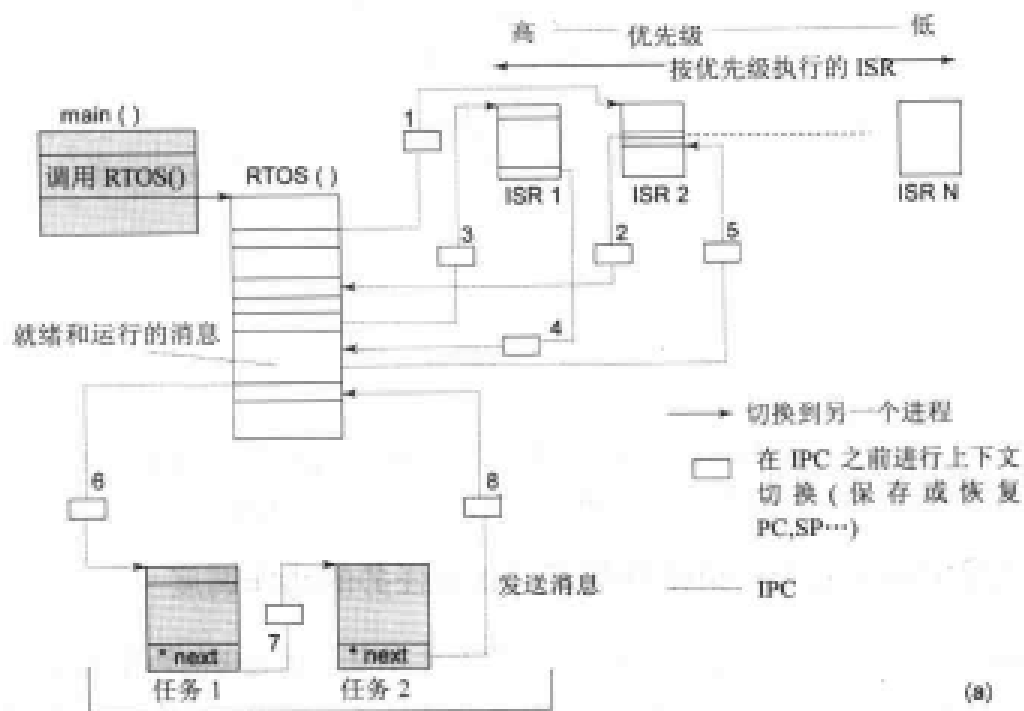 高 优先级 低
按优先级执行的 ISR
main ( )
调用 RTOS()
RTOS ( )
1
ISR 1
ISR 2
ISR N
3
2
5
4
就绪和运行的消息
切换到另一个进程
在 IPC 之前进行上下文
切换(保存或恢复
PC,SP…)
IPC
6
8
发送消息
7
* next
* next
任务 1
任务 2
(a)